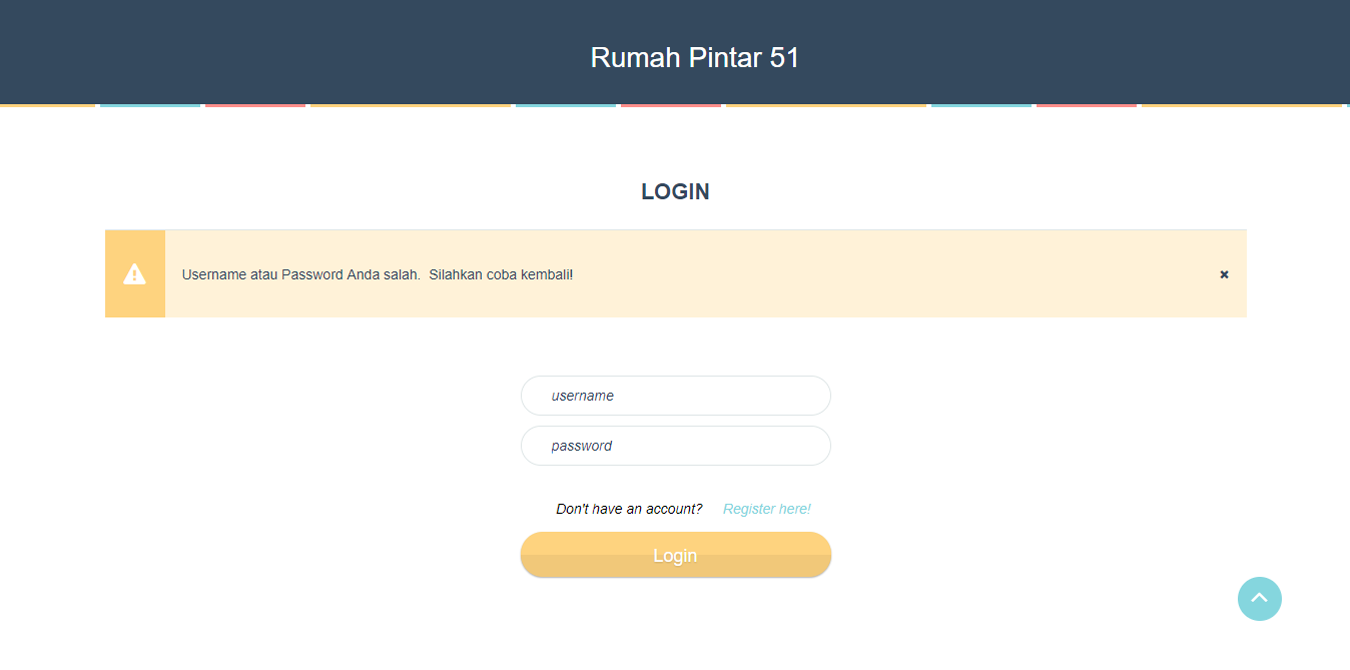 Rumah Pintar 51
LOGIN
Username atau Password Anda salah.  Silahkan coba kembali!
username
password
Don't have an account? Register here!
Login